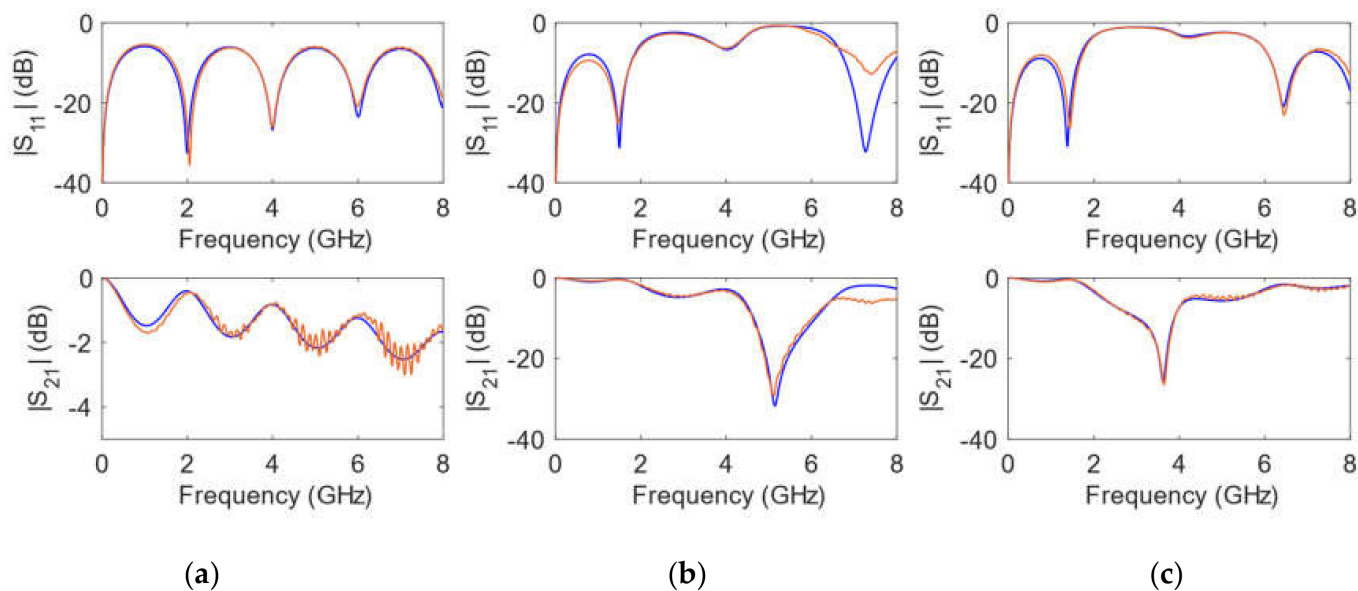 0 0 0
-20 -20 -20
-40 -40 -40
|S11| (dB) |S11| (dB) |S11| (dB)
0 2 4 6 8 0 2 4 6 8 0 2 4 6 8
Frequency (GHz) Frequency (GHz) Frequency (GHz)
0 0 0
-2 -20 -20
-4 -40 -40
|S21| (dB) |S21| (dB) |S21| (dB)
0 2 4 6 8 0 2 4 6 8 0 2 4 6 8
Frequency (GHz) Frequency (GHz) Frequency (GHz)
(a) (b) (c)